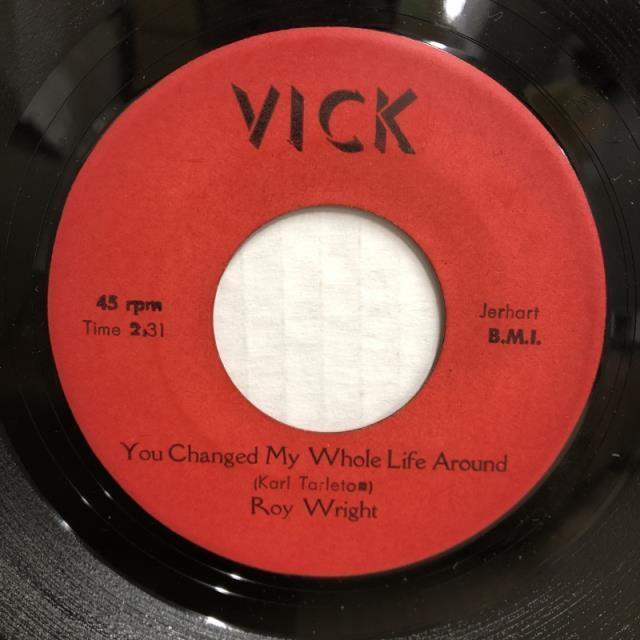 VICK
45 rpm
Time 2:31
Jerhart
B.M.I.
You Changed My Whole Life Around
(Karl Tarleton)
Roy Wright